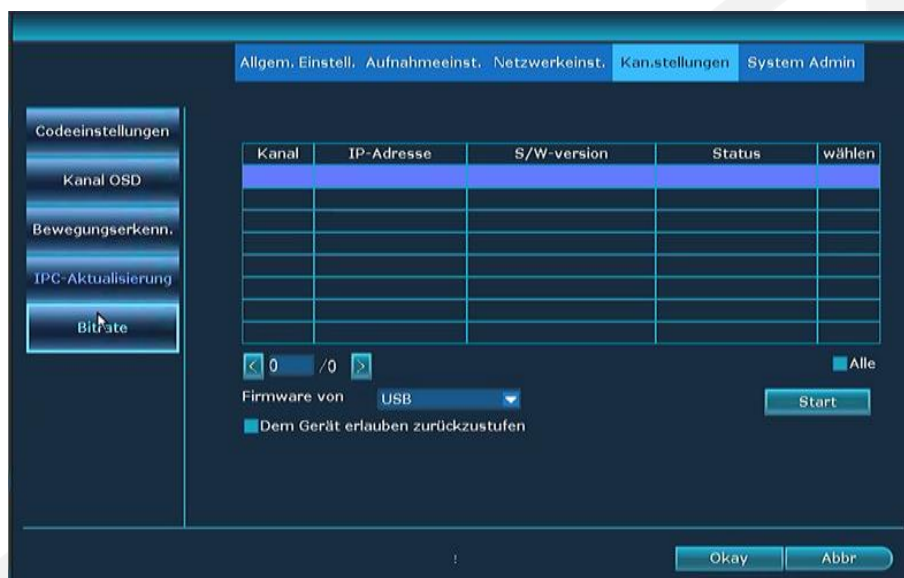 Allgem. Einstell. Aufnahmeeinst. Netzwerkeinst. Kan.stellungen System Admin
Codeeinstellungen
Kanal OSD
Bewegungserkenn.
IPC-Aktualisierung
Bitrate
Kanal IP-Adresse S/W-version Status wählen
< 0 /0 >
Alle
Firmware von USB
Start
Dem Gerät erlauben zurückzustufen
!
Okay Abbr